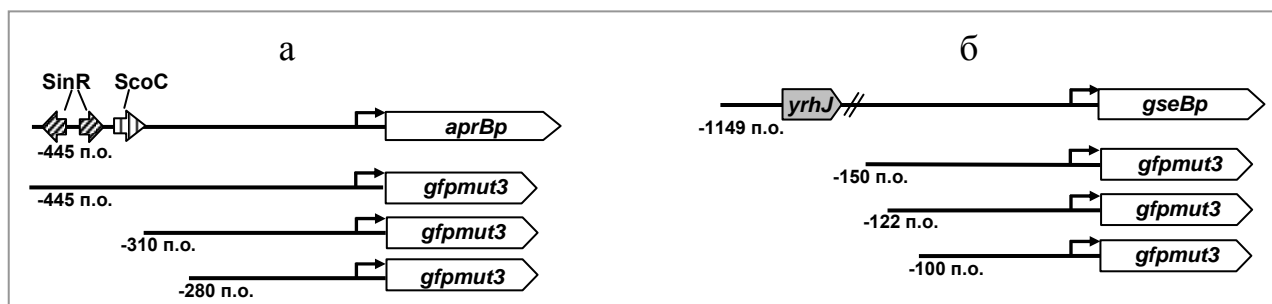 а
SinR ScoC
aprBp
-445 п.о.
gfpmut3
-445 п.о.
gfpmut3
-310 п.о.
gfpmut3
-280 п.о.
б
yrhJ
gseBp
-1149 п.о.
gfpmut3
-150 п.о.
gfpmut3
-122 п.о.
gfpmut3
-100 п.о.